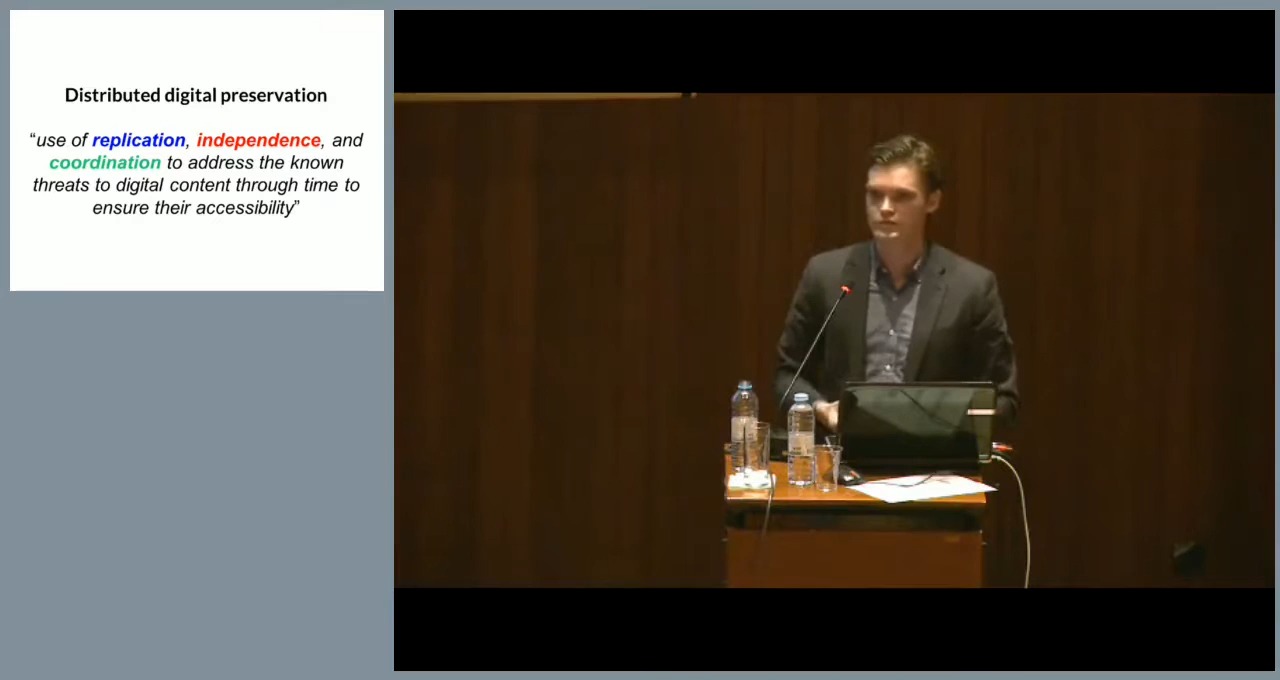 Distributed digital preservation
“use of replication, independence, and
coordination to address the known
threats to digital content through time to
ensure their accessibility”